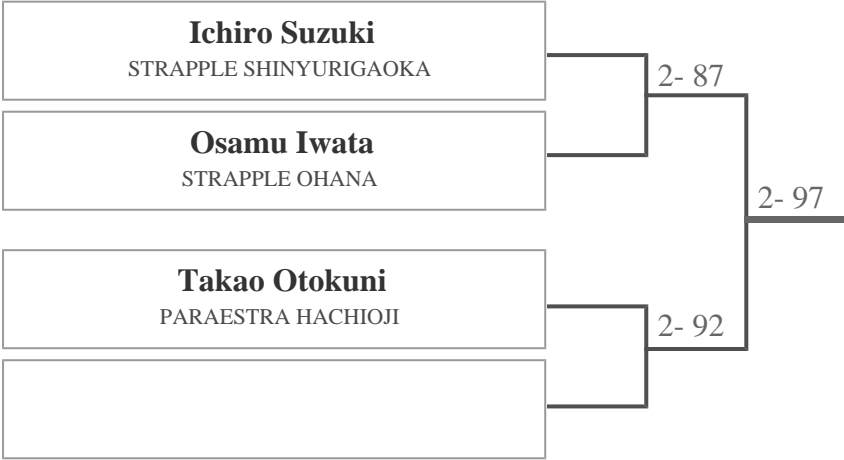 Ichiro Suzuki
STRAPPLE SHINYURIGAOKA
2- 87
Osamu Iwata
STRAPPLE OHANA
2- 97
Takao Otokuni
PARAESTRA HACHIOJI
2- 92